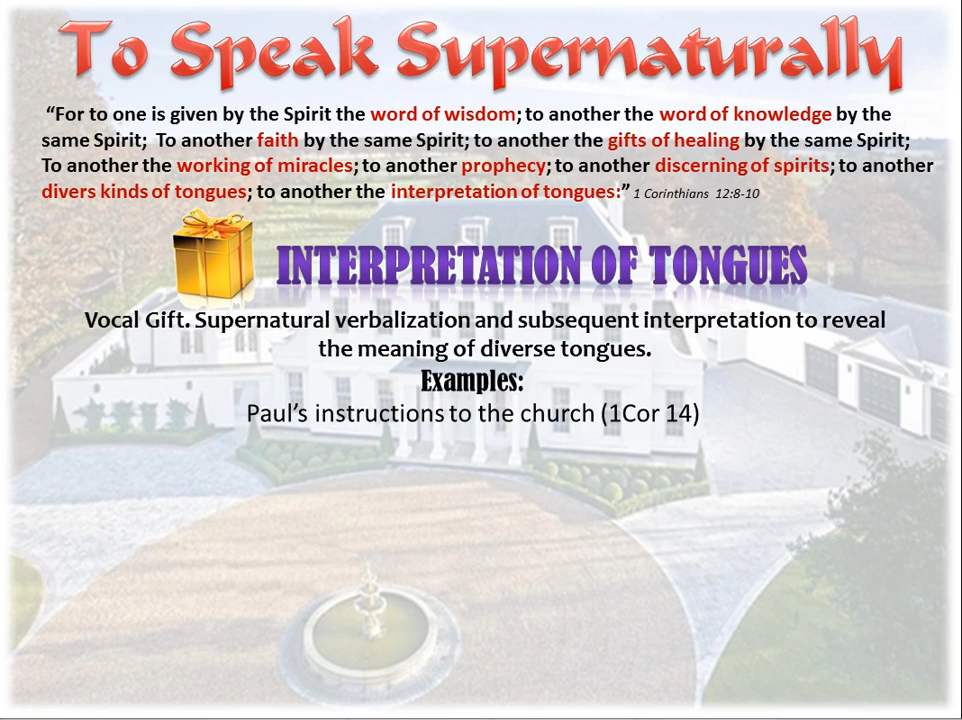 To Speak Supernaturally
“For to one is given by the Spirit the word of wisdom; to another the word of knowledge by the
same Spirit;  To another faith by the same Spirit; to another the gifts of healing by the same Spirit;
To another the working of miracles; to another prophecy; to another discerning of spirits; to another
divers kinds of tongues; to another the interpretation of tongues:” 1 Corinthians  12:8-10
INTERPRETATION OF TONGUES
Vocal Gift. Supernatural verbalization and subsequent interpretation to reveal
the meaning of diverse tongues.
Examples:
Paul’s instructions to the church (1Cor 14)